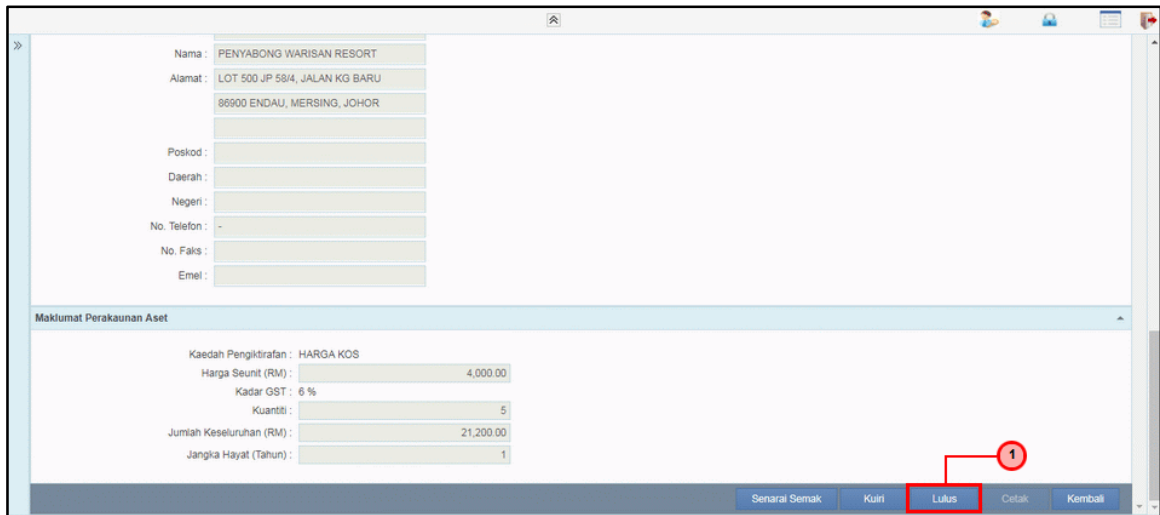 Nama : PENYABONG WARISAN RESORT
Alamat : LOT 500 JP 58/4, JALAN KG BARU
86900 ENDAU, MERSING, JOHOR
Poskod :
Daerah :
Negeri :
No. Telefon : -
No. Faks :
Emel :
Maklumat Perakaunan Aset
Kaedah Pengiktirafan : HARGA KOS
Harga Seunit (RM) : 4,000.00
Kadar GST : 6 %
Kuantiti : 5
Jumlah Keseluruhan (RM) : 21,200.00
Jangka Hayat (Tahun) : 1
1
Senarai Semak Kuiri Lulus Cetak Kembali